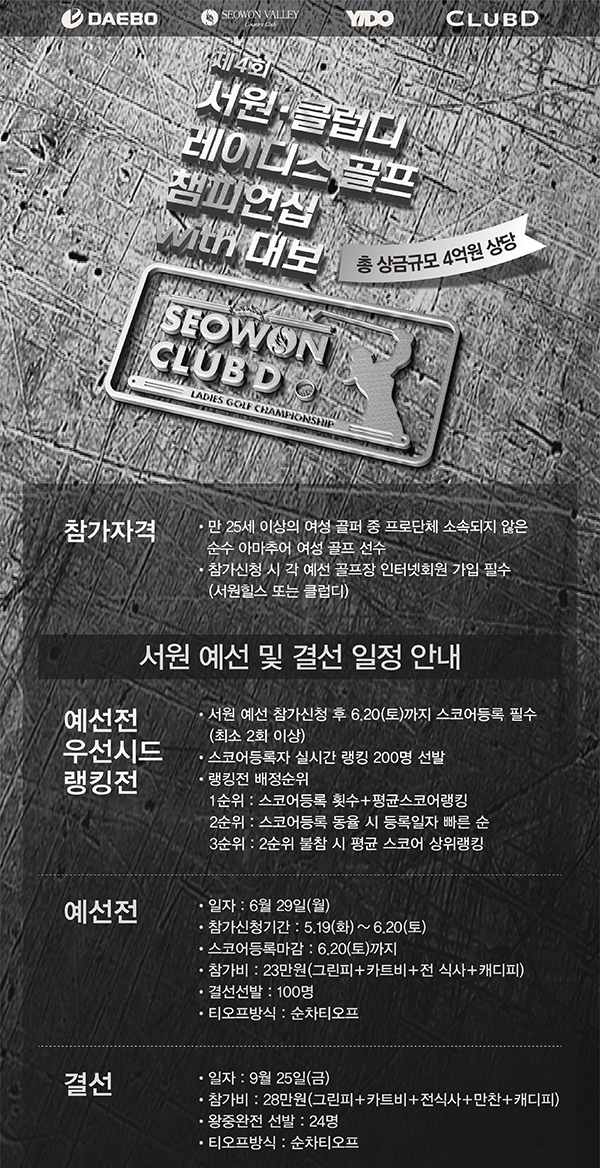 DAEBO
SEOWON VALLEY
Country Club
YIDO
CLUBD
제4회
서원·클럽디
레이디스 골프
챔피언십
with 대보
총 상금규모 4억원 상당
SEOWON
CLUB D
LADIES GOLF CHAMPIONSHIP
참가자격
• 만 25세 이상의 여성 골퍼 중 프로단체 소속되지 않은
순수 아마추어 여성 골프 선수
• 참가신청 시 각 예선 골프장 인터넷회원 가입 필수
(서원힐스 또는 클럽디)
서원 예선 및 결선 일정 안내
예선전
우선시드
랭킹전
• 서원 예선 참가신청 후 6.20(토)까지 스코어등록 필수
(최소 2회 이상)
• 스코어등록자 실시간 랭킹 200명 선발
• 랭킹전 배정순위
1순위 : 스코어등록 횟수+평균스코어랭킹
2순위 : 스코어등록 동율 시 등록일자 빠른 순
3순위 : 2순위 불참 시 평균 스코어 상위랭킹
예선전
• 일자 : 6월 29일(월)
• 참가신청기간 : 5.19(화) ~ 6.20(토)
• 스코어등록마감 : 6.20(토)까지
• 참가비 : 23만원(그린피+카트비+전 식사+캐디피)
• 결선선발 : 100명
• 티오프방식 : 순차티오프
결선
• 일자 : 9월 25일(금)
• 참가비 : 28만원(그린피+카트비+전식사+만찬+캐디피)
• 왕중완전 선발 : 24명
• 티오프방식 : 순차티오프